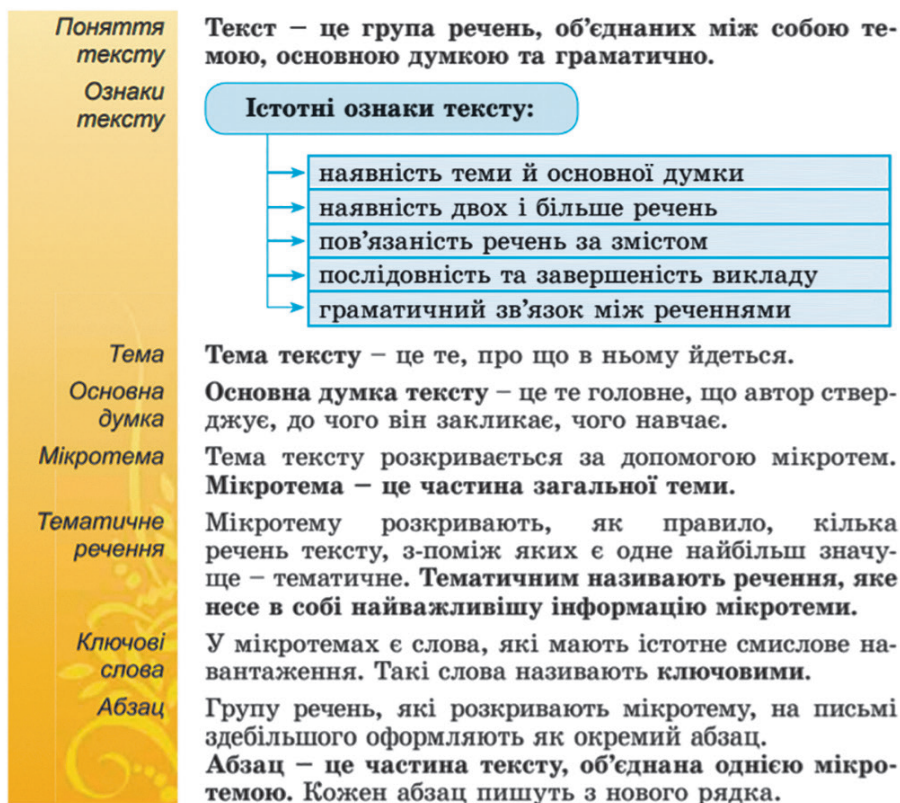 Поняття
тексту
Текст – це група речень, об’єднаних між собою те-
мою, основною думкою та граматично.
Ознаки
тексту
Істотні ознаки тексту:
наявність теми й основної думки
наявність двох і більше речень
пов’язаність речень за змістом
послідовність та завершеність викладу
граматичний зв’язок між реченнями
Тема
Тема тексту – це те, про що в ньому йдеться.
Основна
думка
Основна думка тексту – це те головне, що автор ствер-
джує, до чого він закликає, чого навчає.
Мікротема
Тема тексту розкривається за допомогою мікротем.
Мікротема – це частина загальної теми.
Тематичне
речення
Мікротему розкривають, як правило, кілька
речень тексту, з-поміж яких є одне найбільш значу-
ще – тематичне. Тематичним називають речення, яке
несе в собі найважливішу інформацію мікротеми.
Ключові
слова
У мікротемах є слова, які мають істотне смислове на-
вантаження. Такі слова називають ключовими.
Абзац
Групу речень, які розкривають мікротему, на письмі
здебільшого оформляють як окремий абзац.
Абзац – це частина тексту, об’єднана однією мікро-
темою. Кожен абзац пишуть з нового рядка.